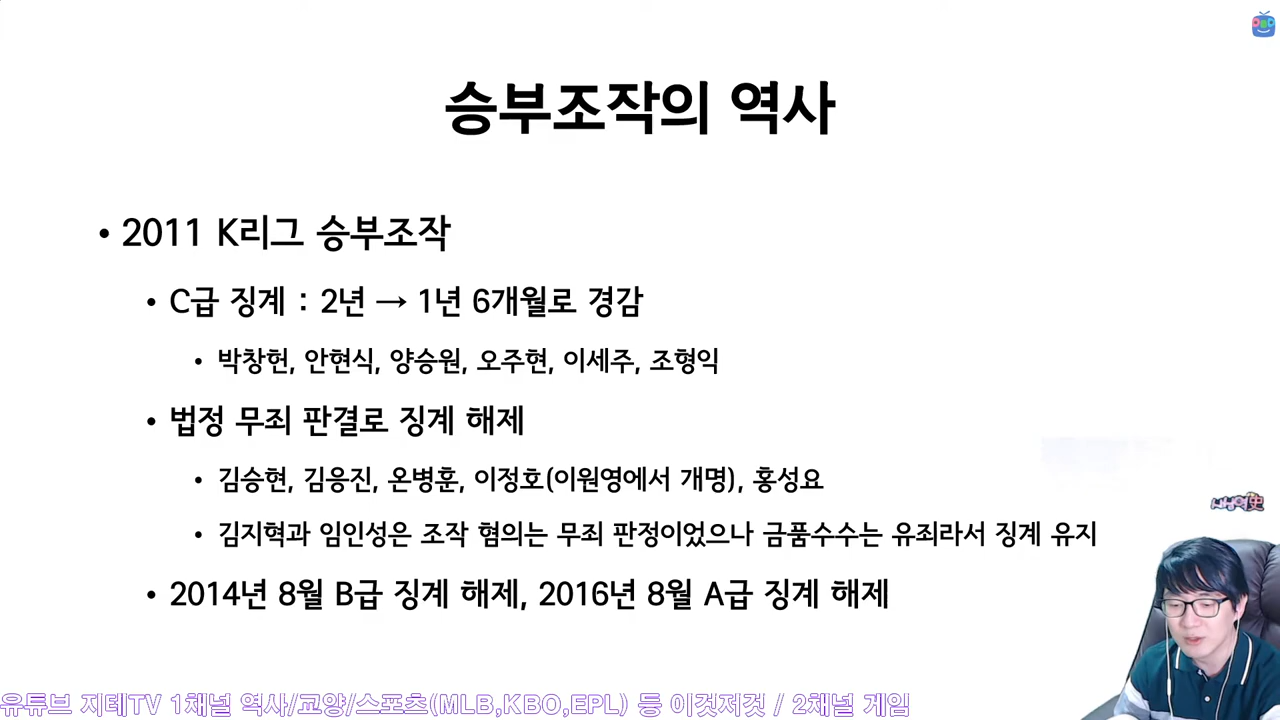 승부조작의 역사
• 2011 K리그 승부조작
• C급 징계 : 2년 → 1년 6개월로 경감
• 박창헌, 안현식, 양승원, 오주현, 이세주, 조형익
• 법정 무죄 판결로 징계 해제
• 김승현, 김응진, 온병훈, 이정호(이원영에서 개명), 홍성요
• 김지혁과 임인성은 조작 혐의는 무죄 판정이었으나 금품수수는 유죄라서 징계 유지
• 2014년 8월 B급 징계 해제, 2016년 8월 A급 징계 해제
유튜브 지테TV 1채널 역사/교양/스포츠(MLB,KBO,EPL) 등 이것저것 / 2채널 게임